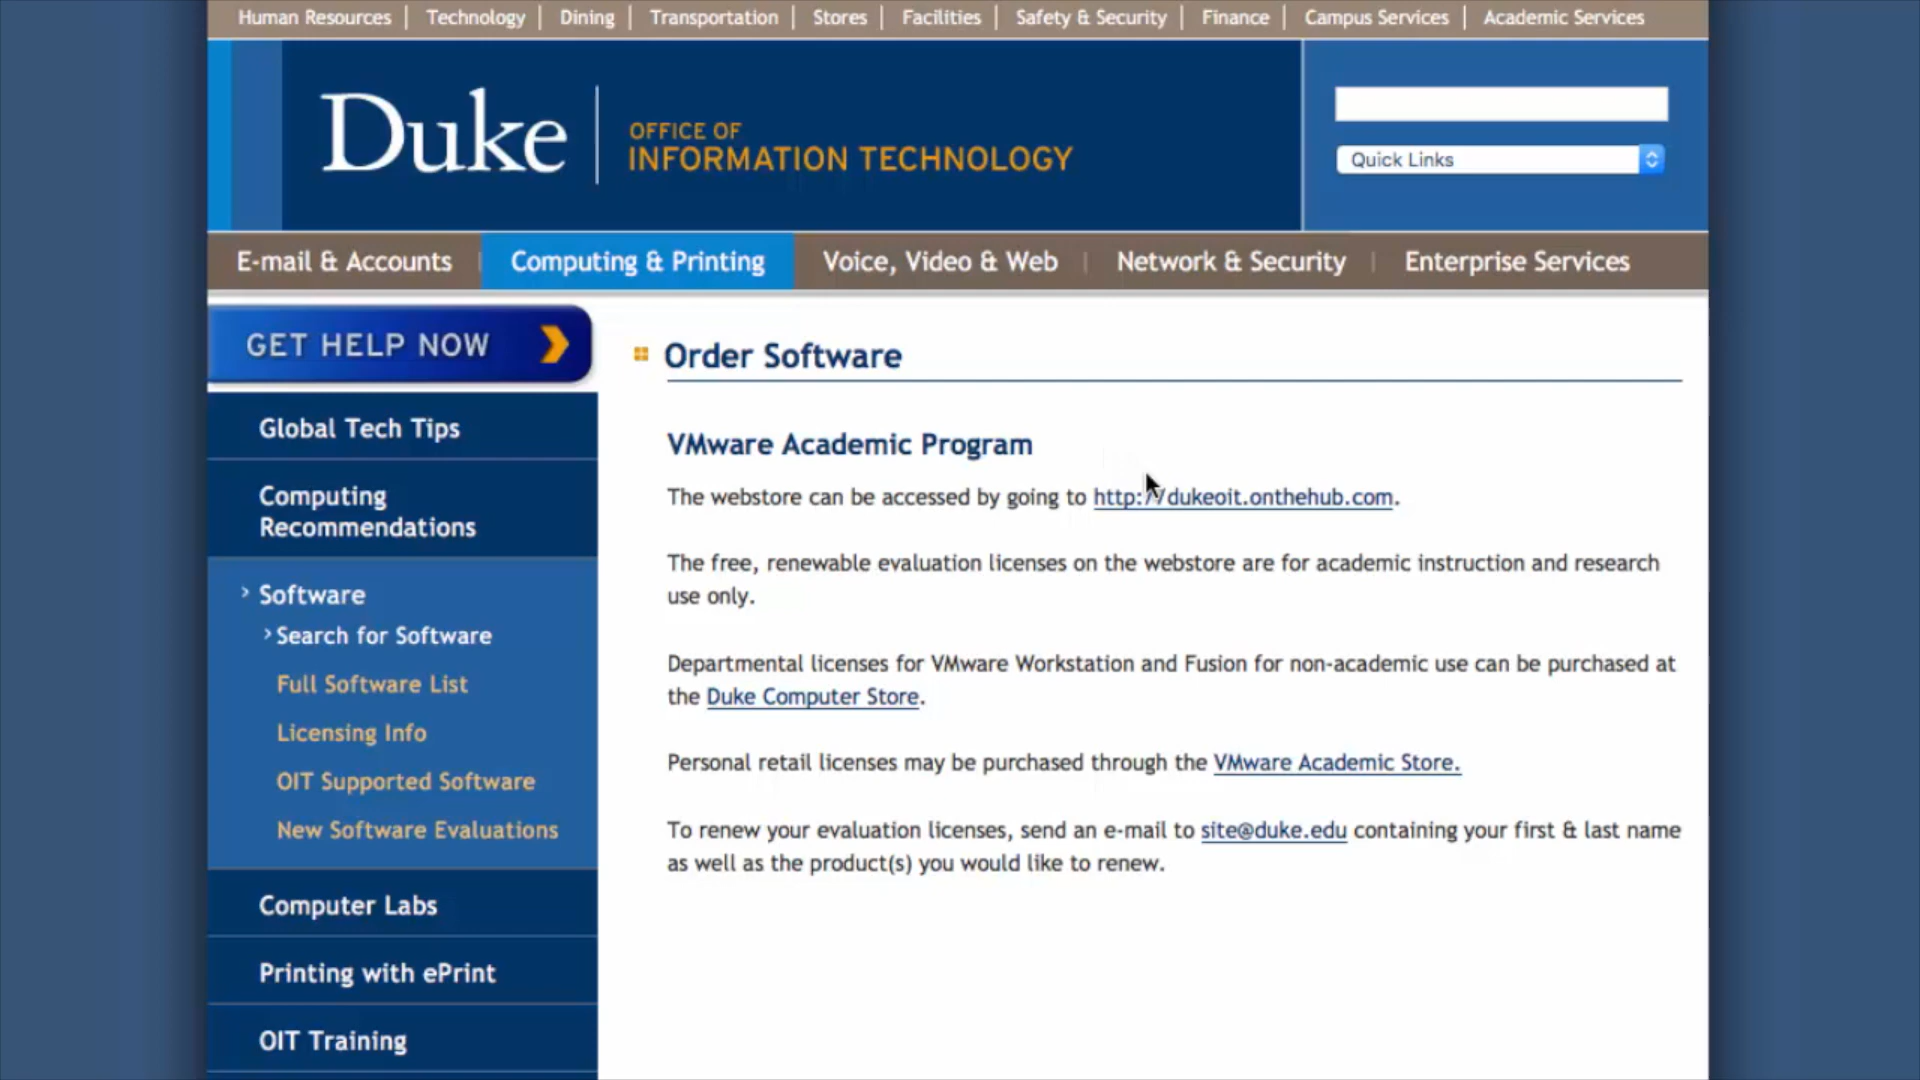 Human Resources | Technology | Dining | Transportation | Stores | Facilities | Safety & Security | Finance | Campus Services | Academic Services
Duke
OFFICE OF
INFORMATION TECHNOLOGY
Quick Links
E-mail & Accounts | Computing & Printing Voice, Video & Web | Network & Security | Enterprise Services
GET HELP NOW
Global Tech Tips
Computing
Recommendations
Software
Search for Software
Full Software List
Licensing Info
OIT Supported Software
New Software Evaluations
Computer Labs
Printing with ePrint
OIT Training
Order Software
VMware Academic Program
The webstore can be accessed by going to http://dukeoit.onthehub.com.
The free, renewable evaluation licenses on the webstore are for academic instruction and research
use only.
Departmental licenses for VMware Workstation and Fusion for non-academic use can be purchased at
the Duke Computer Store.
Personal retail licenses may be purchased through the VMware Academic Store.
To renew your evaluation licenses, send an e-mail to site@duke.edu containing your first & last name
as well as the product(s) you would like to renew.